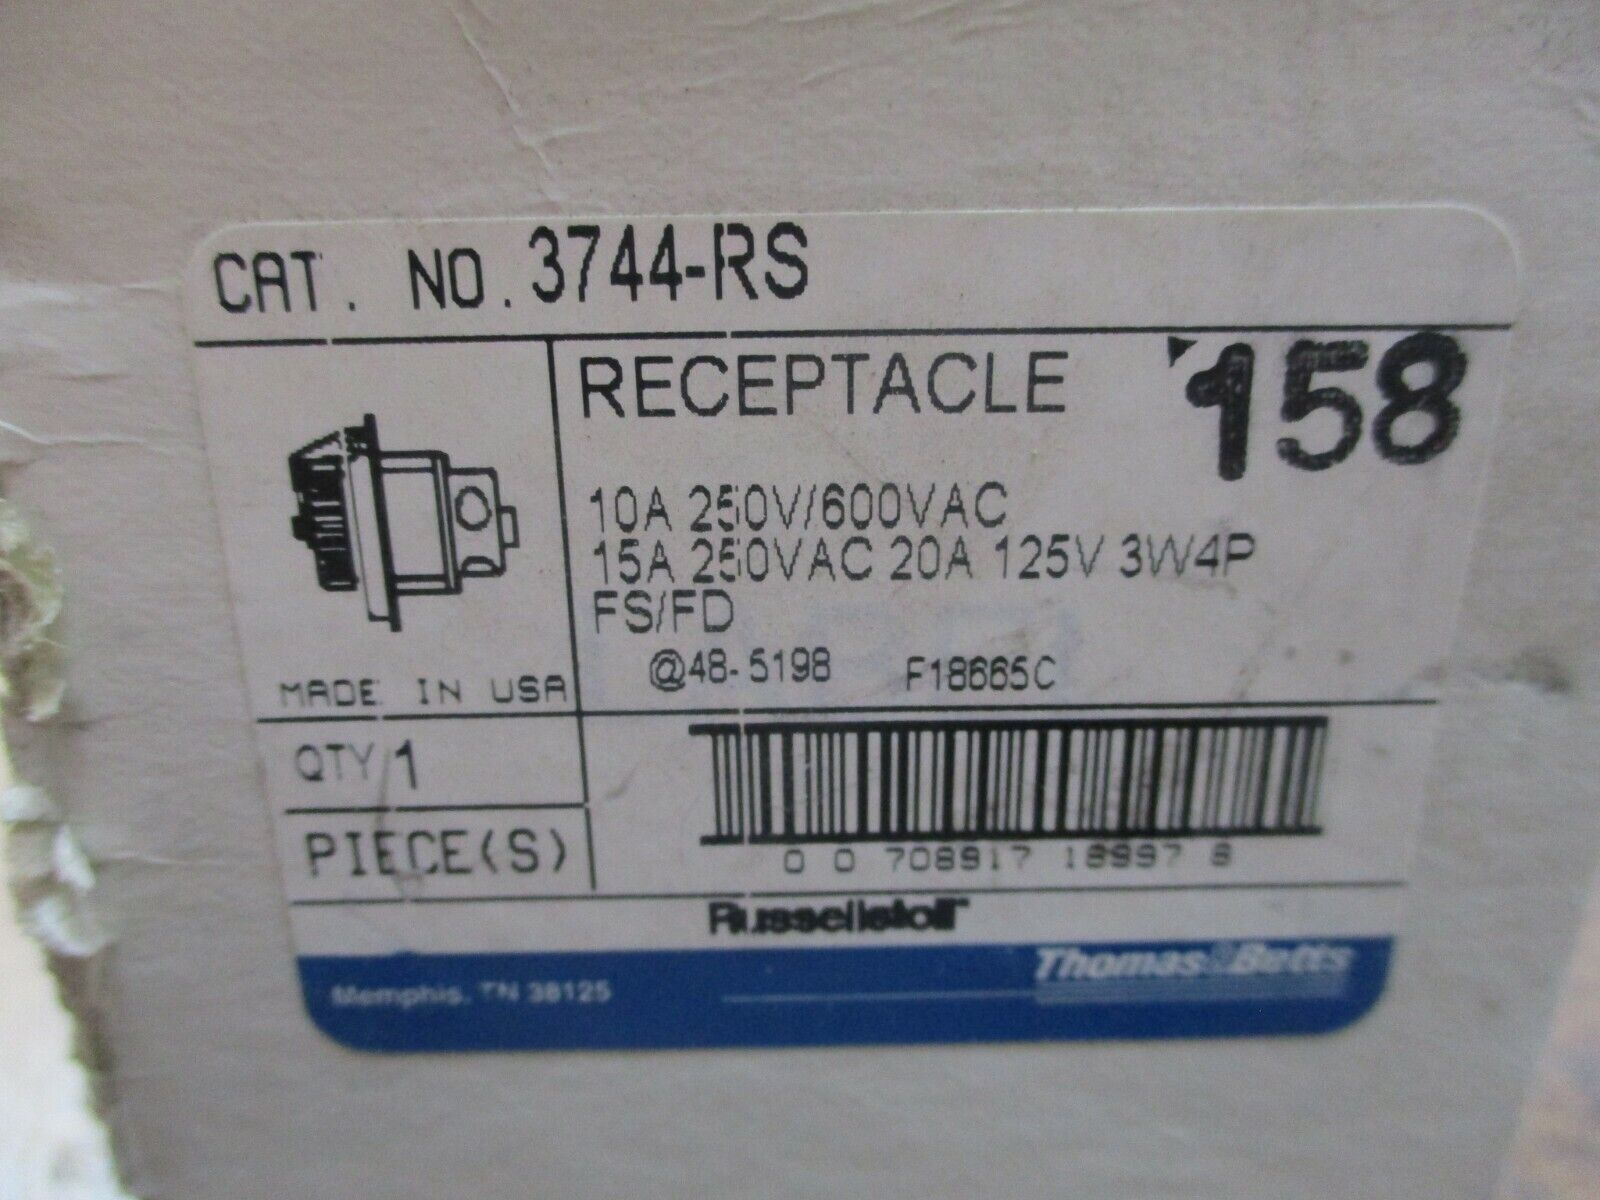 CAT. NO. 3744-RS
RECEPTACLE
158
10A 250V/600VAC
15A 250VAC 20A 125V 3W4P
FS/FD
@48-5198 F18665C
MADE IN USA
QTY 1
PIECE(S)
0 0 708917 18997 8
Russellstoll™
Thomas&Betts
Memphis, TN 38125